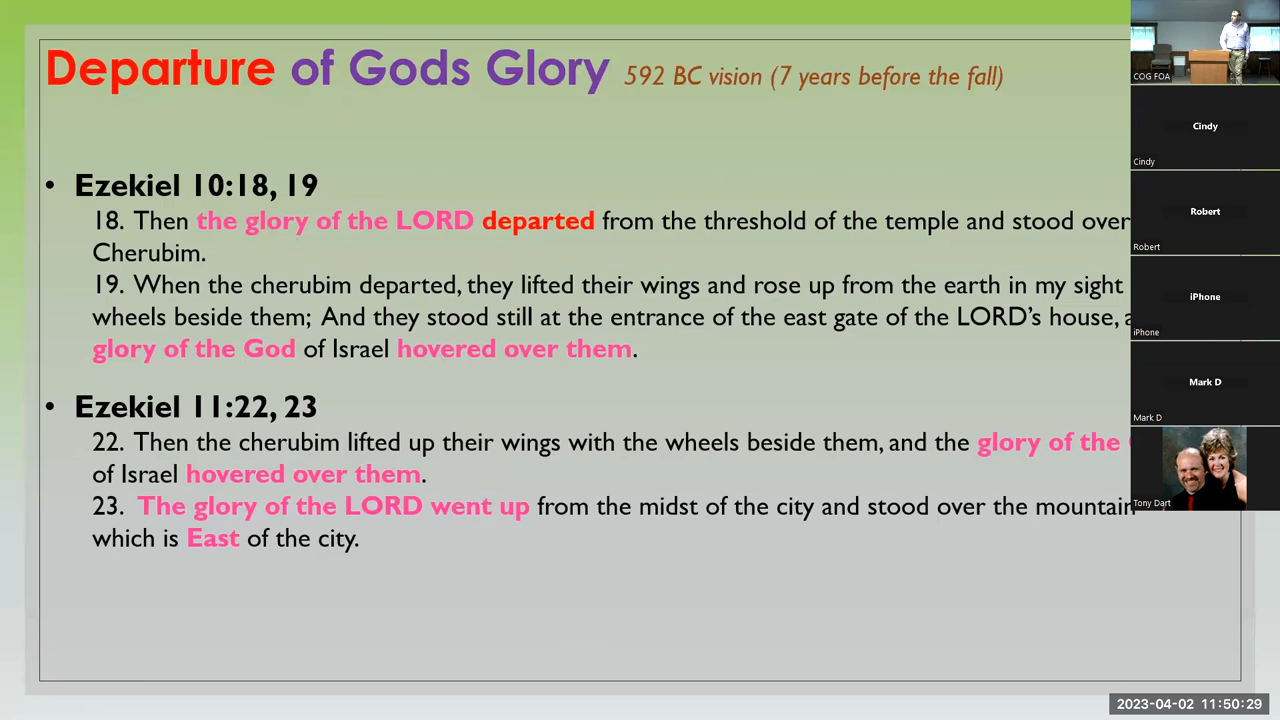 Departure of Gods Glory 592 BC vision (7 years before the fall)
• Ezekiel 10:18, 19
18. Then the glory of the LORD departed from the threshold of the temple and stood over
Cherubim.
19. When the cherubim departed, they lifted their wings and rose up from the earth in my sight
wheels beside them; And they stood still at the entrance of the east gate of the LORD’s house,
glory of the God of Israel hovered over them.
• Ezekiel 11:22, 23
22. Then the cherubim lifted up their wings with the wheels beside them, and the glory of the
of Israel hovered over them.
23. The glory of the LORD went up from the midst of the city and stood over the mountain
which is East of the city.
COG FOA
Cindy
Cindy
Robert
Robert
iPhone
iPhone
Mark D
Mark D
Tony Dart
2023-04-02 11:50:29